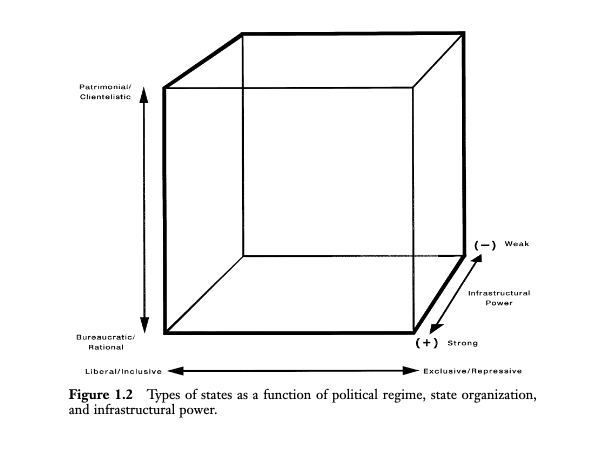 Patrimonial/
Clientelistic
(−) Weak
Infrastructural
Power
Bureaucratic/
Rational
(+) Strong
Liberal/Inclusive
Exclusive/Repressive
Figure 1.2 Types of states as a function of political regime, state organization,
and infrastructural power.